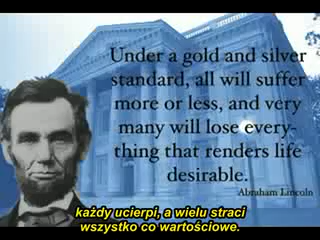 Under a gold and silver
standard, all will suffer
more or less, and very
many will lose every-
thing that renders life
desirable.
Abraham Lincoln
każdy ucierpi, a wielu straci
wszystko co wartościowe.